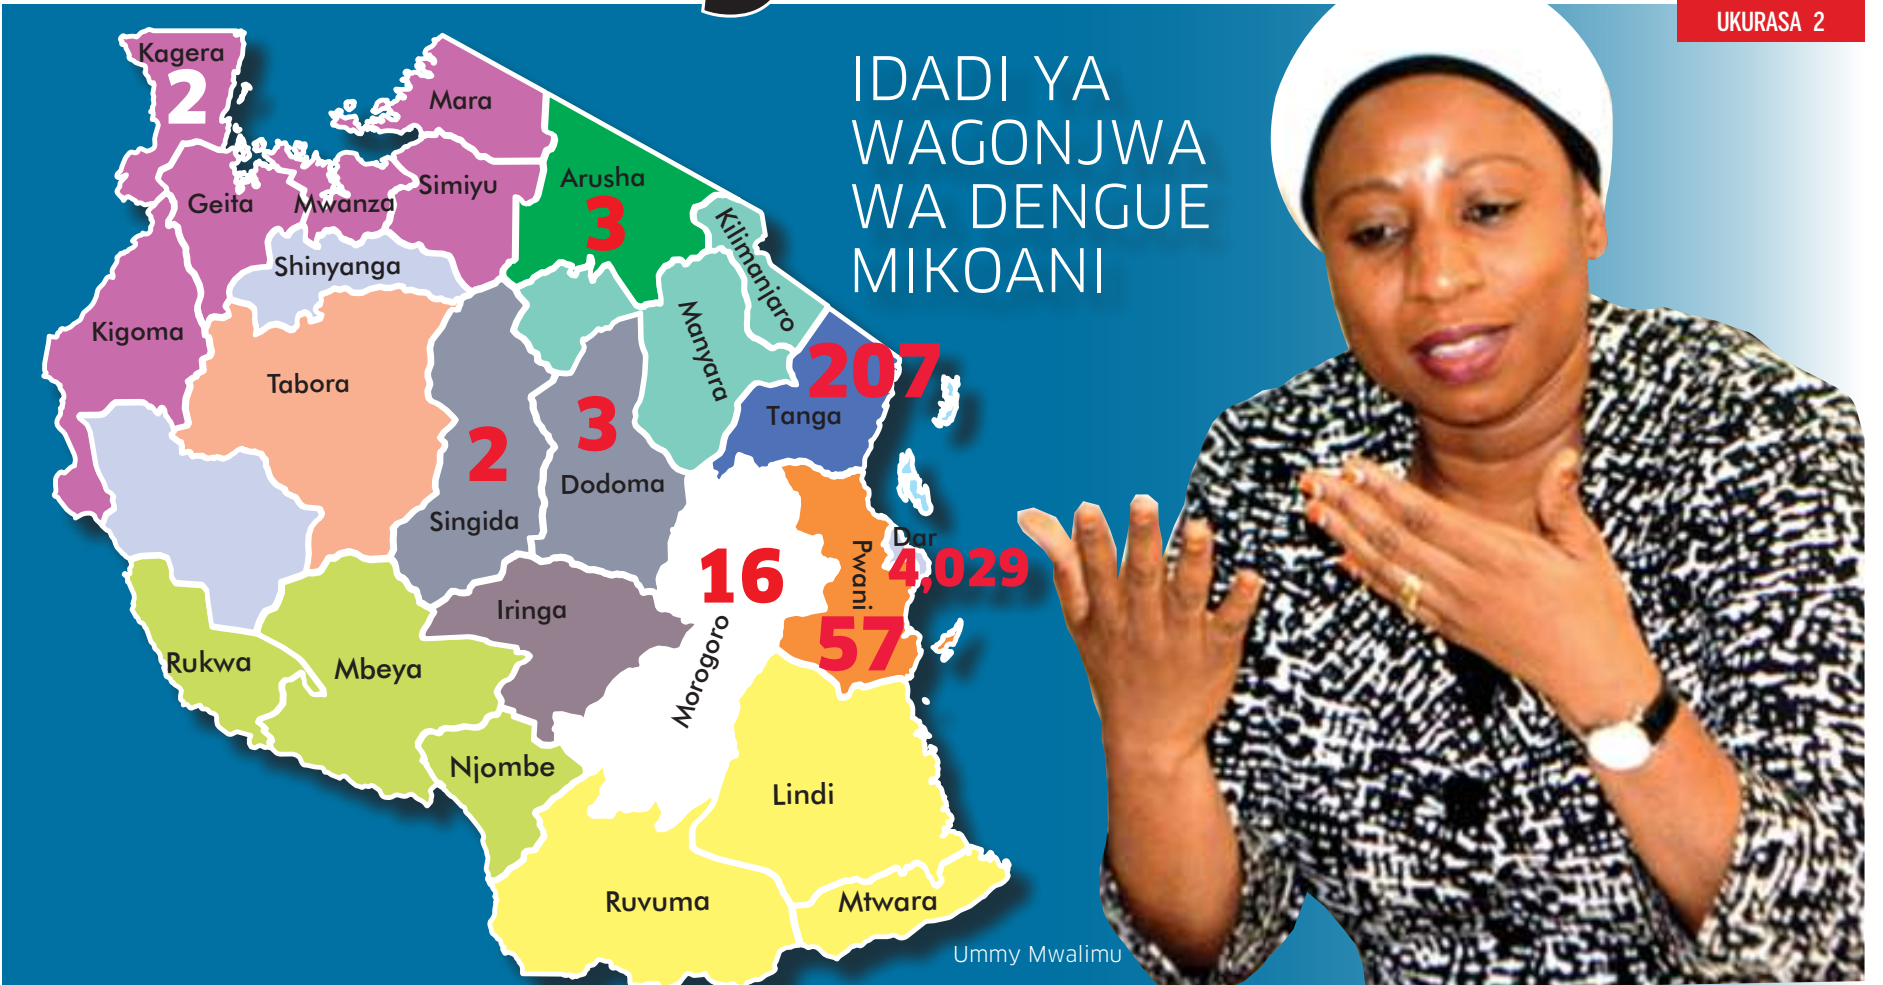 UKURASA 2
IDADI YA
WAGONJWA
WA DENGUE
MIKOANI
Kagera
2
Mara
Arusha
3
Simiyu
Geita
Mwanza
Kilimanjaro
Shinyanga
Kigoma
Manyara
Tabora
207
Tanga
3
Dodoma
2
Singida
Dar
4,029
Pwani
57
16
Morogoro
Iringa
Rukwa
Mbeya
Njombe
Lindi
Ruvuma
Mtwara
Ummy Mwalimu